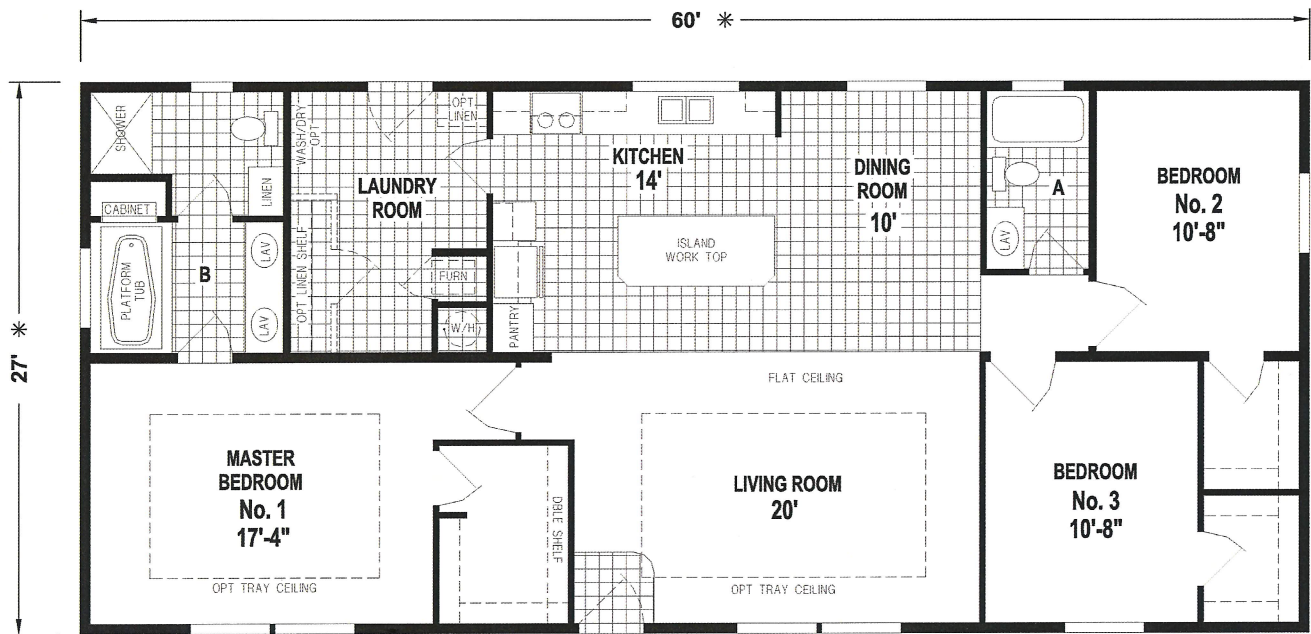 60' *
27' *
SHOWER
CABINET
LINEN
PLATFORM
TUB
B
LAV
LAV
WASH/DRY
OPT
OPT
LINEN
LAUNDRY
ROOM
OPT LINEN SHELF
FURN
W/H
PANTRY
KITCHEN
14'
ISLAND
WORK TOP
DINING
ROOM
10'
A
LAV
BEDROOM
No. 2
10'-8"
MASTER
BEDROOM
No. 1
17'-4"
OPT TRAY CEILING
DBLE SHELF
FLAT CEILING
LIVING ROOM
20'
OPT TRAY CEILING
BEDROOM
No. 3
10'-8"